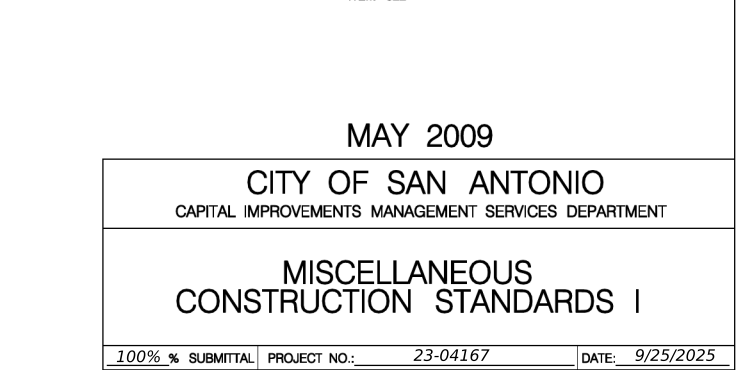 MAY 2009
CITY OF SAN ANTONIO
CAPITAL IMPROVEMENTS MANAGEMENT SERVICES DEPARTMENT
MISCELLANEOUS
CONSTRUCTION STANDARDS I
100% % SUBMITTAL PROJECT NO.: 23-04167 DATE: 9/25/2025